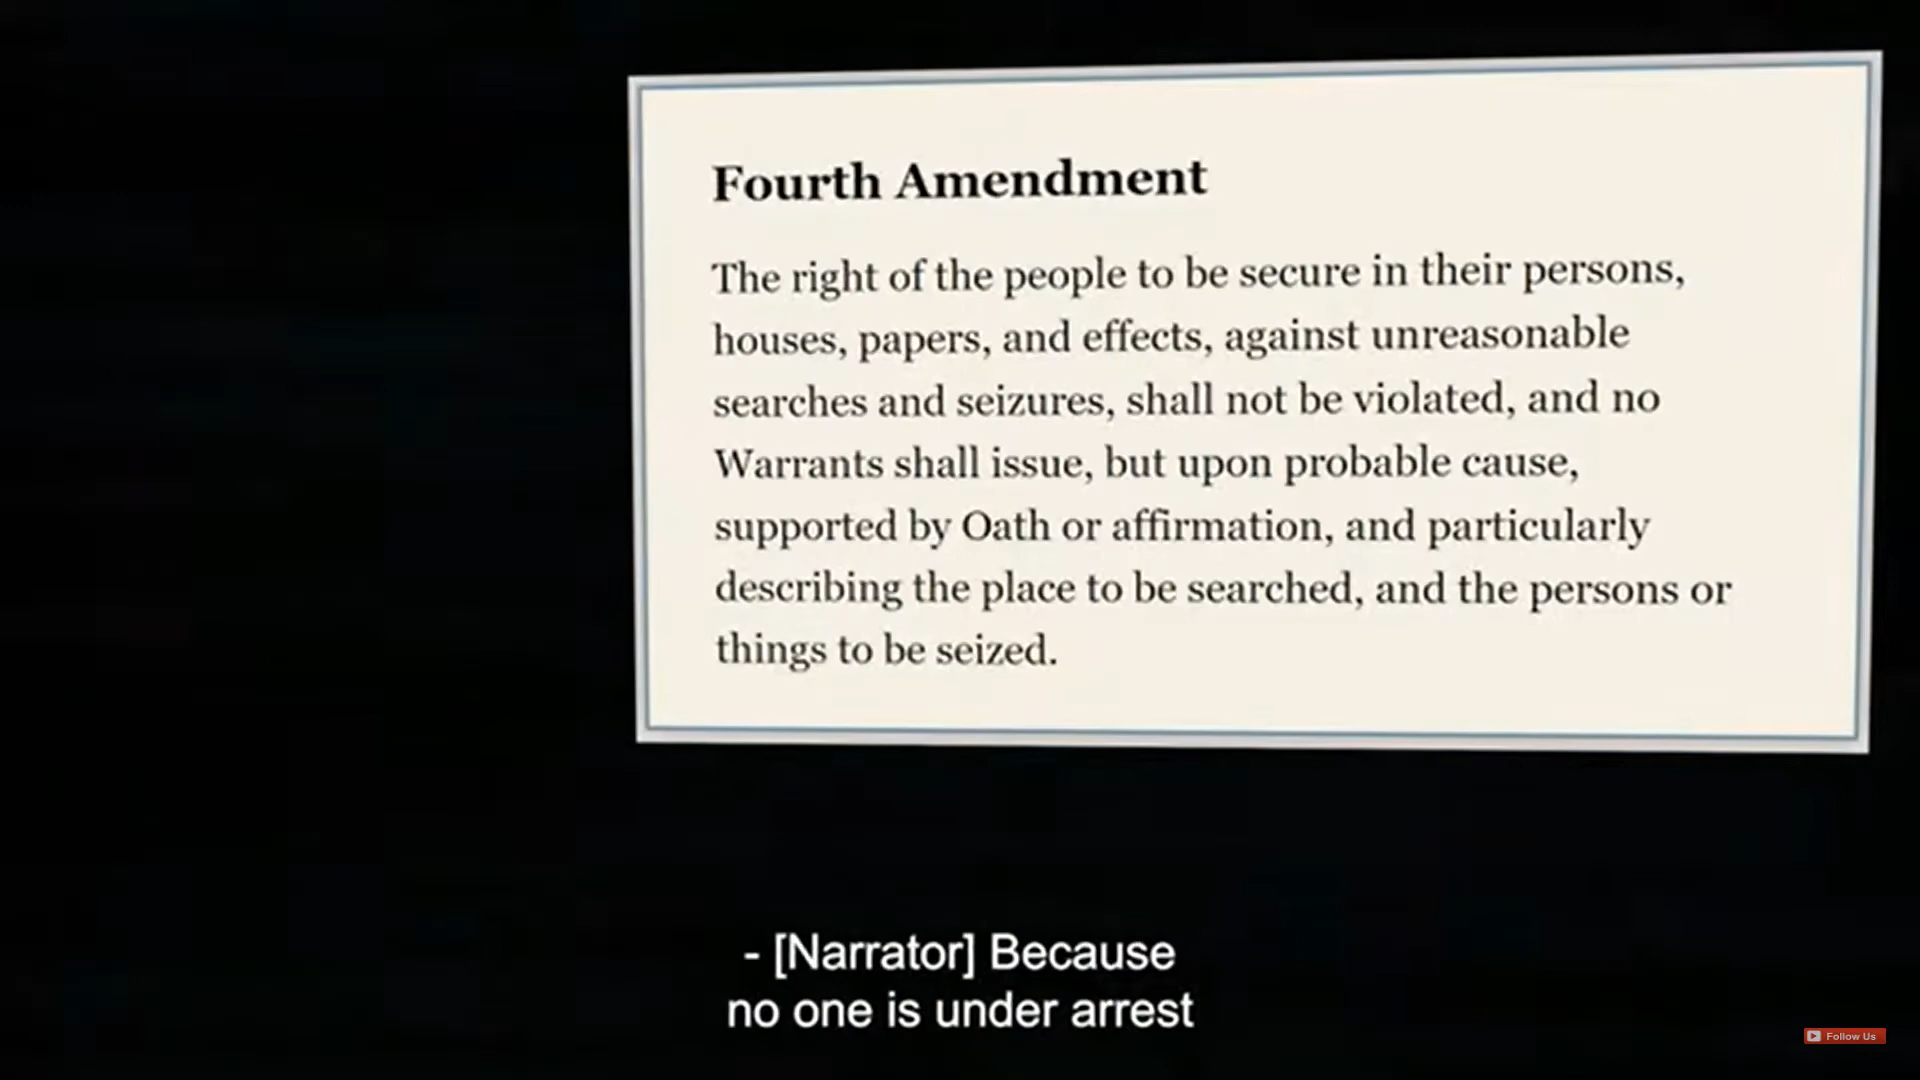 Fourth Amendment
The right of the people to be secure in their persons,
houses, papers, and effects, against unreasonable
searches and seizures, shall not be violated, and no
Warrants shall issue, but upon probable cause,
supported by Oath or affirmation, and particularly
describing the place to be searched, and the persons or
things to be seized.
- [Narrator] Because
no one is under arrest
Follow Us